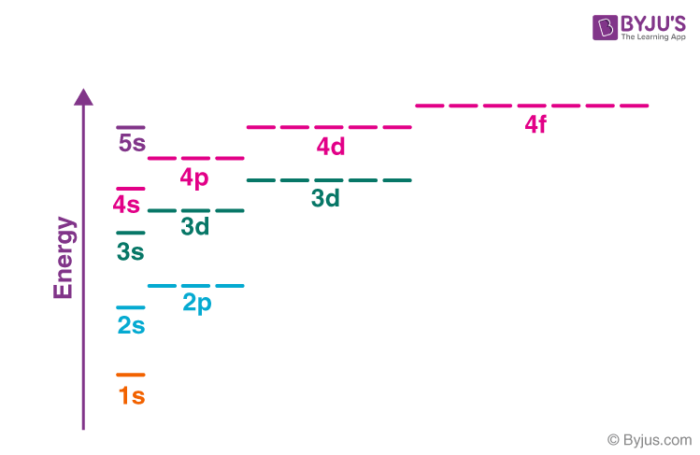 BYJU'S
The Learning App
Energy
5s
4d
4f
4p
4s
3d
3d
3s
2p
2s
1s
© Byjus.com